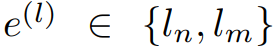 e^{(l)} ∈ {l_n, l_m}